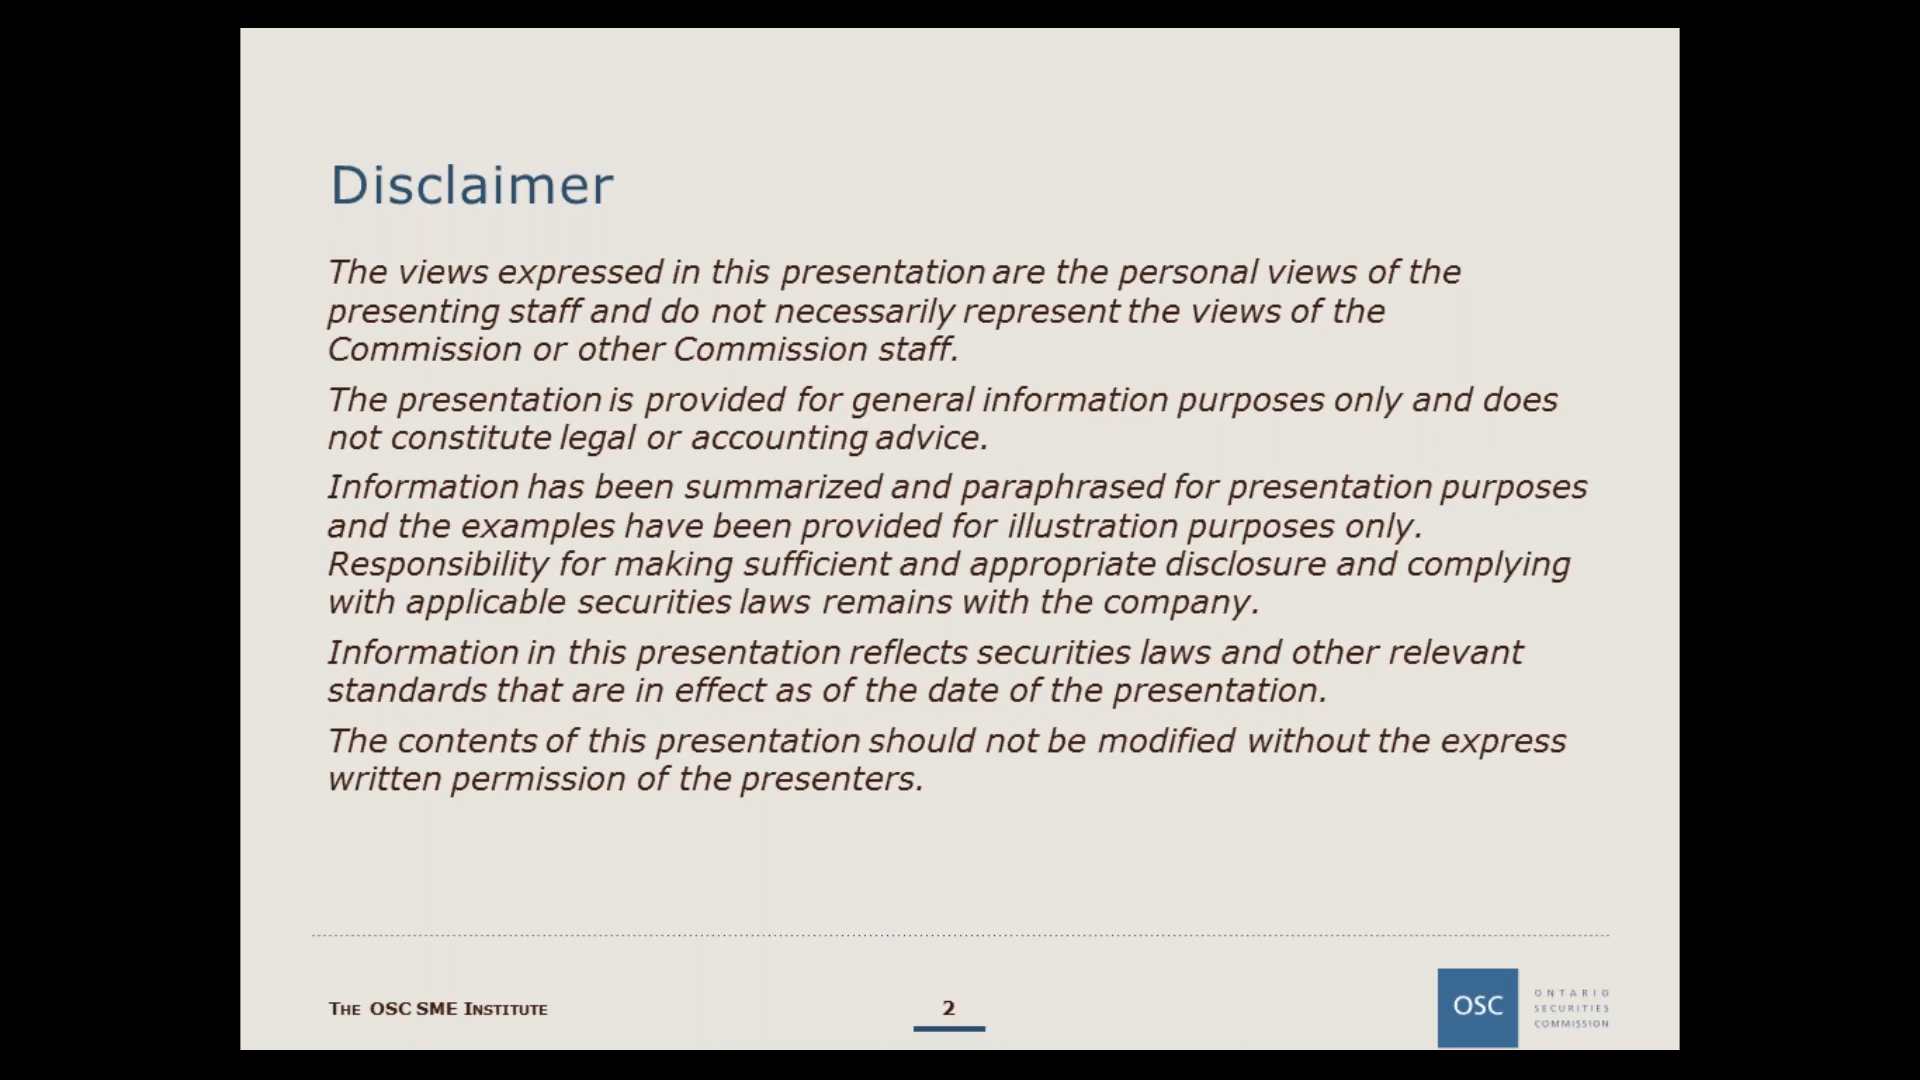 Disclaimer
The views expressed in this presentation are the personal views of the
presenting staff and do not necessarily represent the views of the
Commission or other Commission staff.
The presentation is provided for general information purposes only and does
not constitute legal or accounting advice.
Information has been summarized and paraphrased for presentation purposes
and the examples have been provided for illustration purposes only.
Responsibility for making sufficient and appropriate disclosure and complying
with applicable securities laws remains with the company.
Information in this presentation reflects securities laws and other relevant
standards that are in effect as of the date of the presentation.
The contents of this presentation should not be modified without the express
written permission of the presenters.
THE OSC SME INSTITUTE
2
OSC
ONTARIO
SECURITIES
COMMISSION